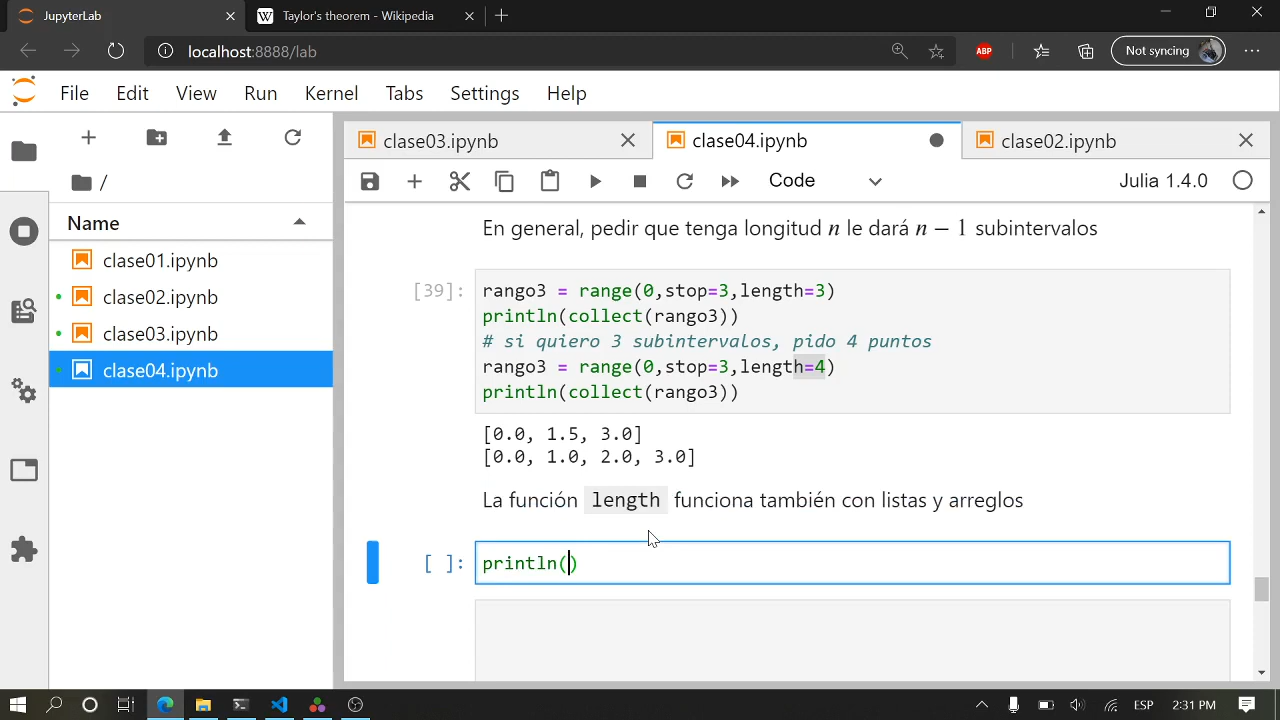 JupyterLab
W Taylor's theorem - Wikipedia
localhost:8888/lab
ABP
Not syncing
File Edit View Run Kernel Tabs Settings Help
clase03.ipynb
clase04.ipynb
clase02.ipynb
/
Code
Julia 1.4.0
Name
clase01.ipynb
clase02.ipynb
clase03.ipynb
clase04.ipynb
En general, pedir que tenga longitud n le dará n − 1 subintervalos
[39]:
rango3 = range(0,stop=3,length=3)
println(collect(rango3))
# si quiero 3 subintervalos, pido 4 puntos
rango3 = range(0,stop=3,length=4)
println(collect(rango3))
[0.0, 1.5, 3.0]
[0.0, 1.0, 2.0, 3.0]
La función length funciona también con listas y arreglos
[ ]:
println()
ESP
2:31 PM